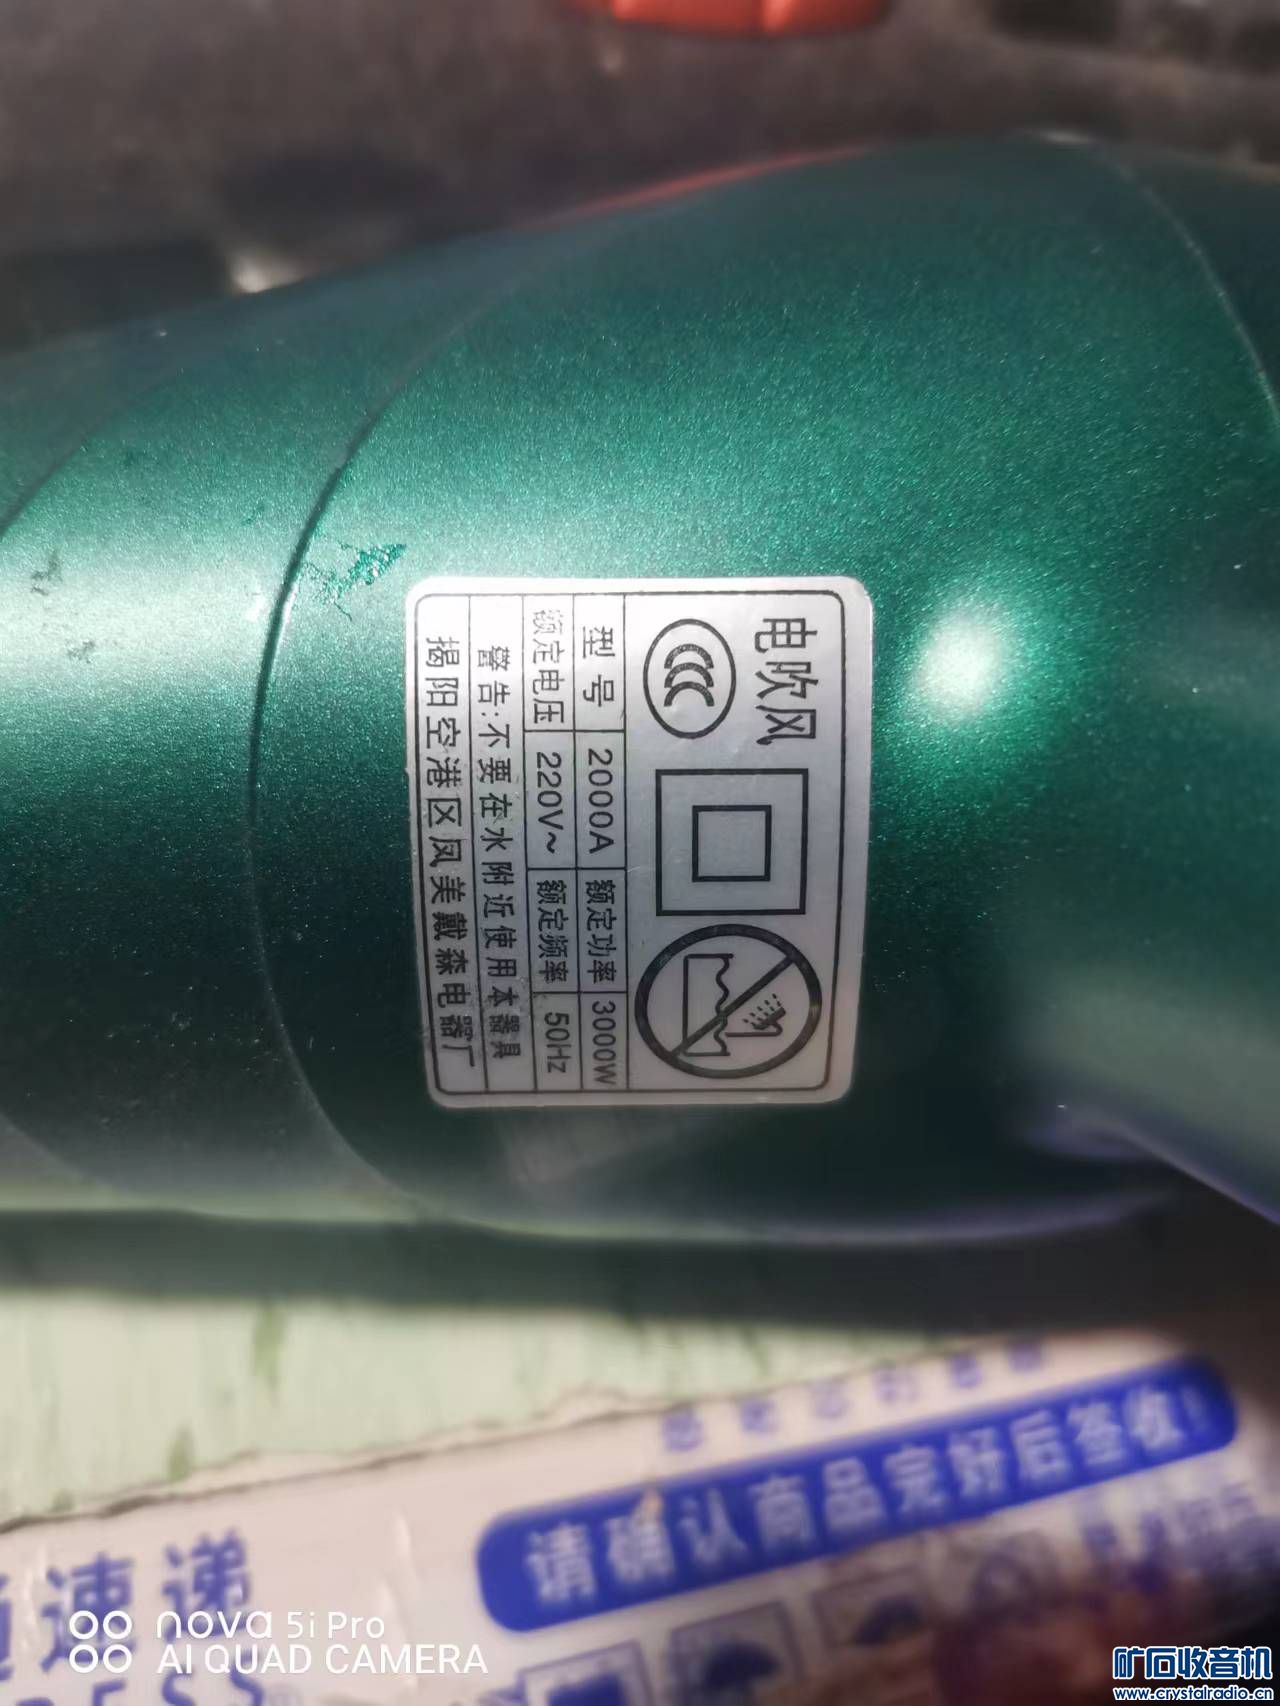 电吹风
型号 2000A 额定功率 3000W
额定电压 220V~ 额定频率 50Hz
警告:不要在水附近使用本器具
揭阳空港区凤美戴森电器厂
请确认商品完好后签收!
速递
nova 5i Pro
AI QUAD CAMERA
矿石收音机
www.crystalradio.cn